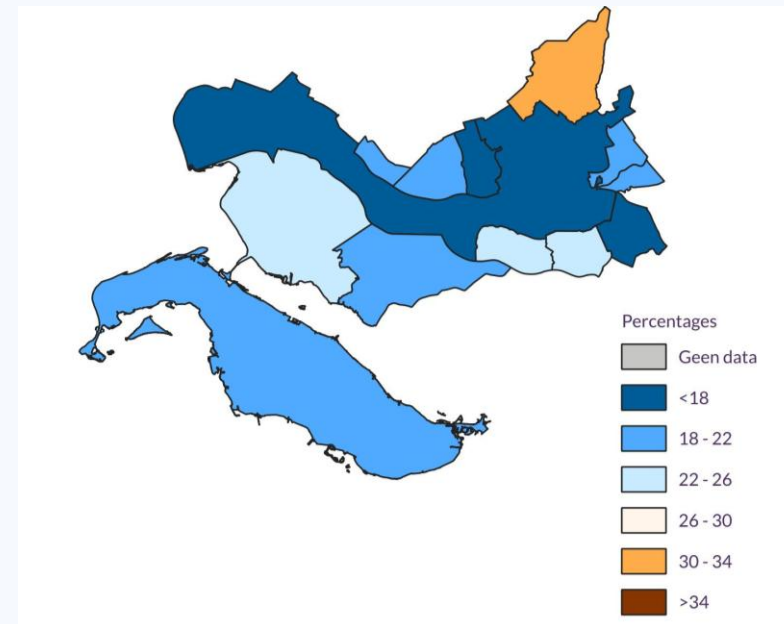 Percentages
Geen data
<18
18 - 22
22 - 26
26 - 30
30 - 34
>34